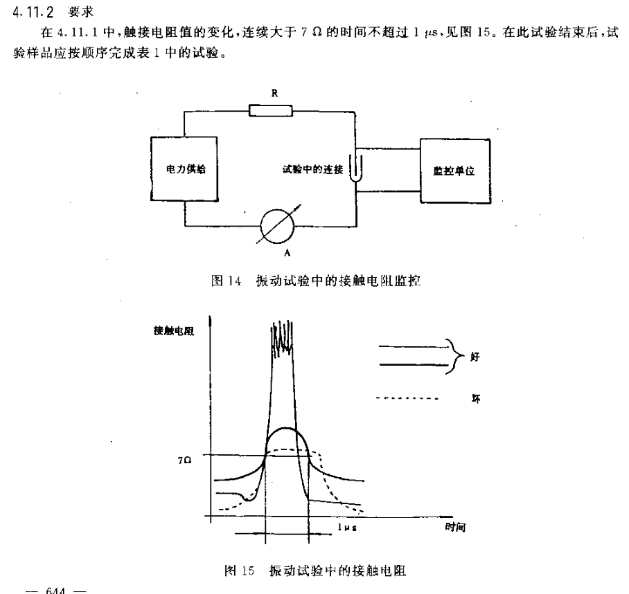 4.11.2 要求
在 4.11.1 中,触接电阻值的变化,连续大于 7 Ω 的时间不超过 1 μs,见图 15。在此试验结束后,试
验样品应按顺序完成表 1 中的试验。
R
电力供给
试验中的连接
监控单位
A
图 14 振动试验中的接触电阻监控
接触电阻
好
坏
7Ω
1μs
时间
图 15 振动试验中的接触电阻
— 644 —